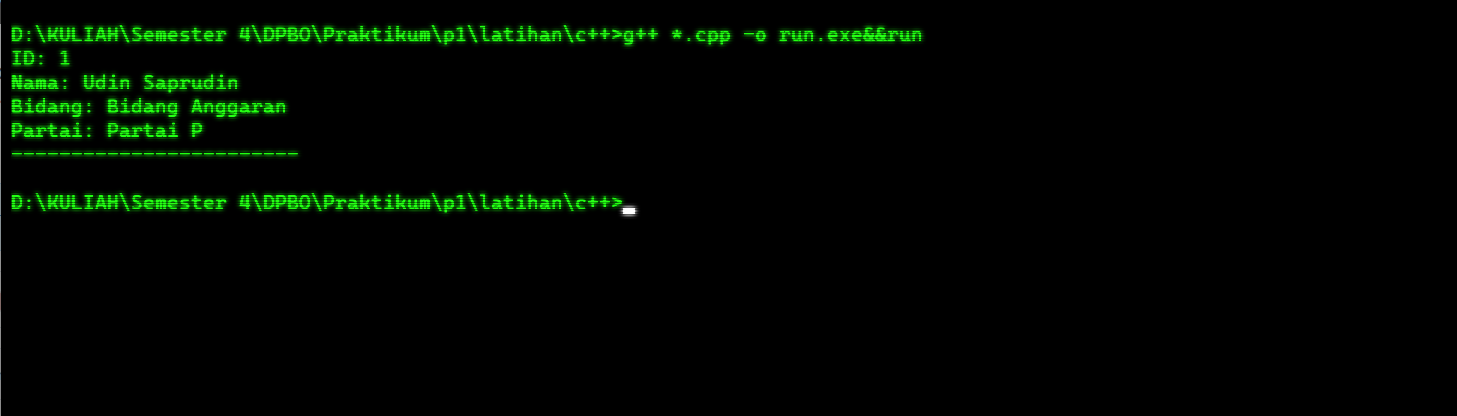 D:\KULIAH\Semester 4\DPBO\Praktikum\p1\latihan\c++>g++ *.cpp -o run.exe&&run
ID: 1
Nama: Udin Saprudin
Bidang: Bidang Anggaran
Partai: Partai P
------------------------
D:\KULIAH\Semester 4\DPBO\Praktikum\p1\latihan\c++>